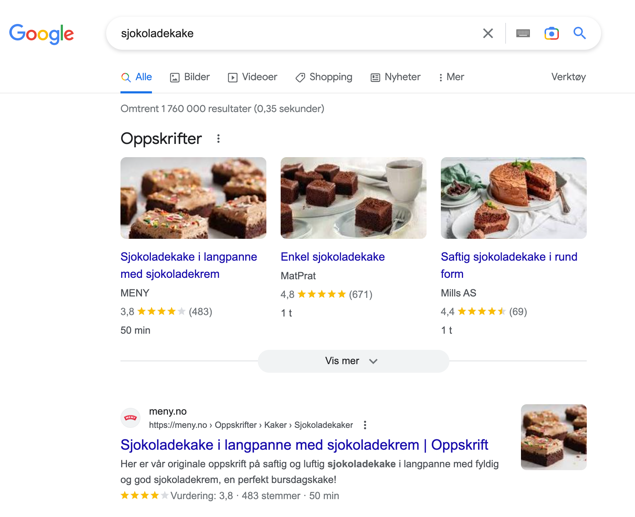 Google
sjokoladekake
Alle Bilder Videoer Shopping Nyheter Mer Verktøy
Omtrent 1 760 000 resultater (0,35 sekunder)
Oppskrifter
Sjokoladekake i langpanne
med sjokoladekrem
MENY
3,8 (483)
50 min
Enkel sjokoladekake
MatPrat
4,8 (671)
1 t
Saftig sjokoladekake i rund
form
Mills AS
4,4 (69)
1 t
Vis mer
meny.no
https://meny.no › Oppskrifter › Kaker › Sjokoladekaker
Sjokoladekake i langpanne med sjokoladekrem | Oppskrift
Her er vår originale oppskrift på saftig og luftig sjokoladekake i langpanne med fyldig
og god sjokoladekrem, en perfekt bursdagskake!
Vurdering: 3,8 · 483 stemmer · 50 min